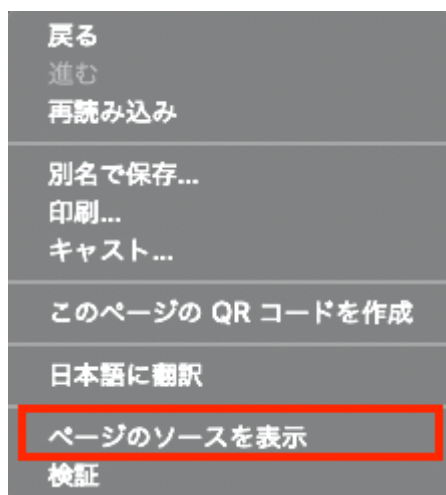 戻る
進む
再読み込み
別名で保存...
印刷...
キャスト...
このページの QR コードを作成
日本語に翻訳
ページのソースを表示
検証